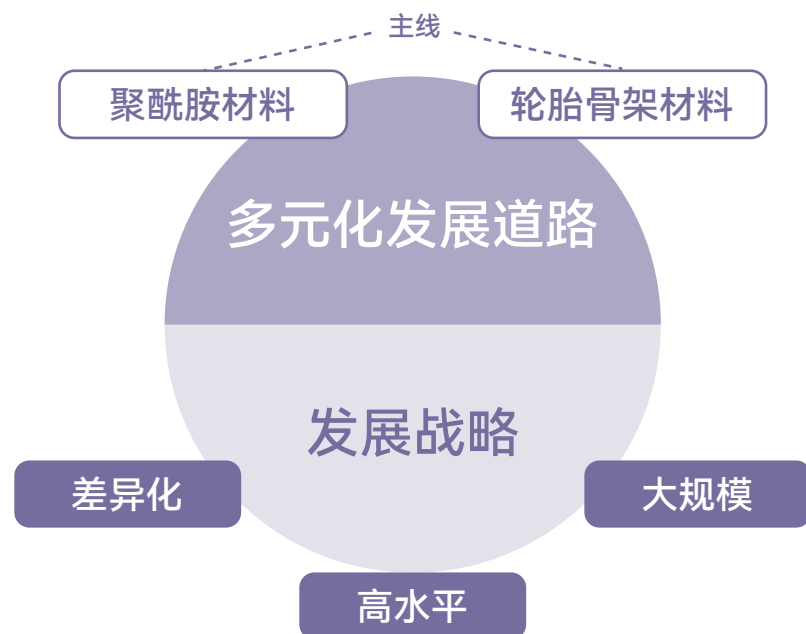 主线
聚酰胺材料
轮胎骨架材料
多元化发展道路
发展战略
差异化
大规模
高水平